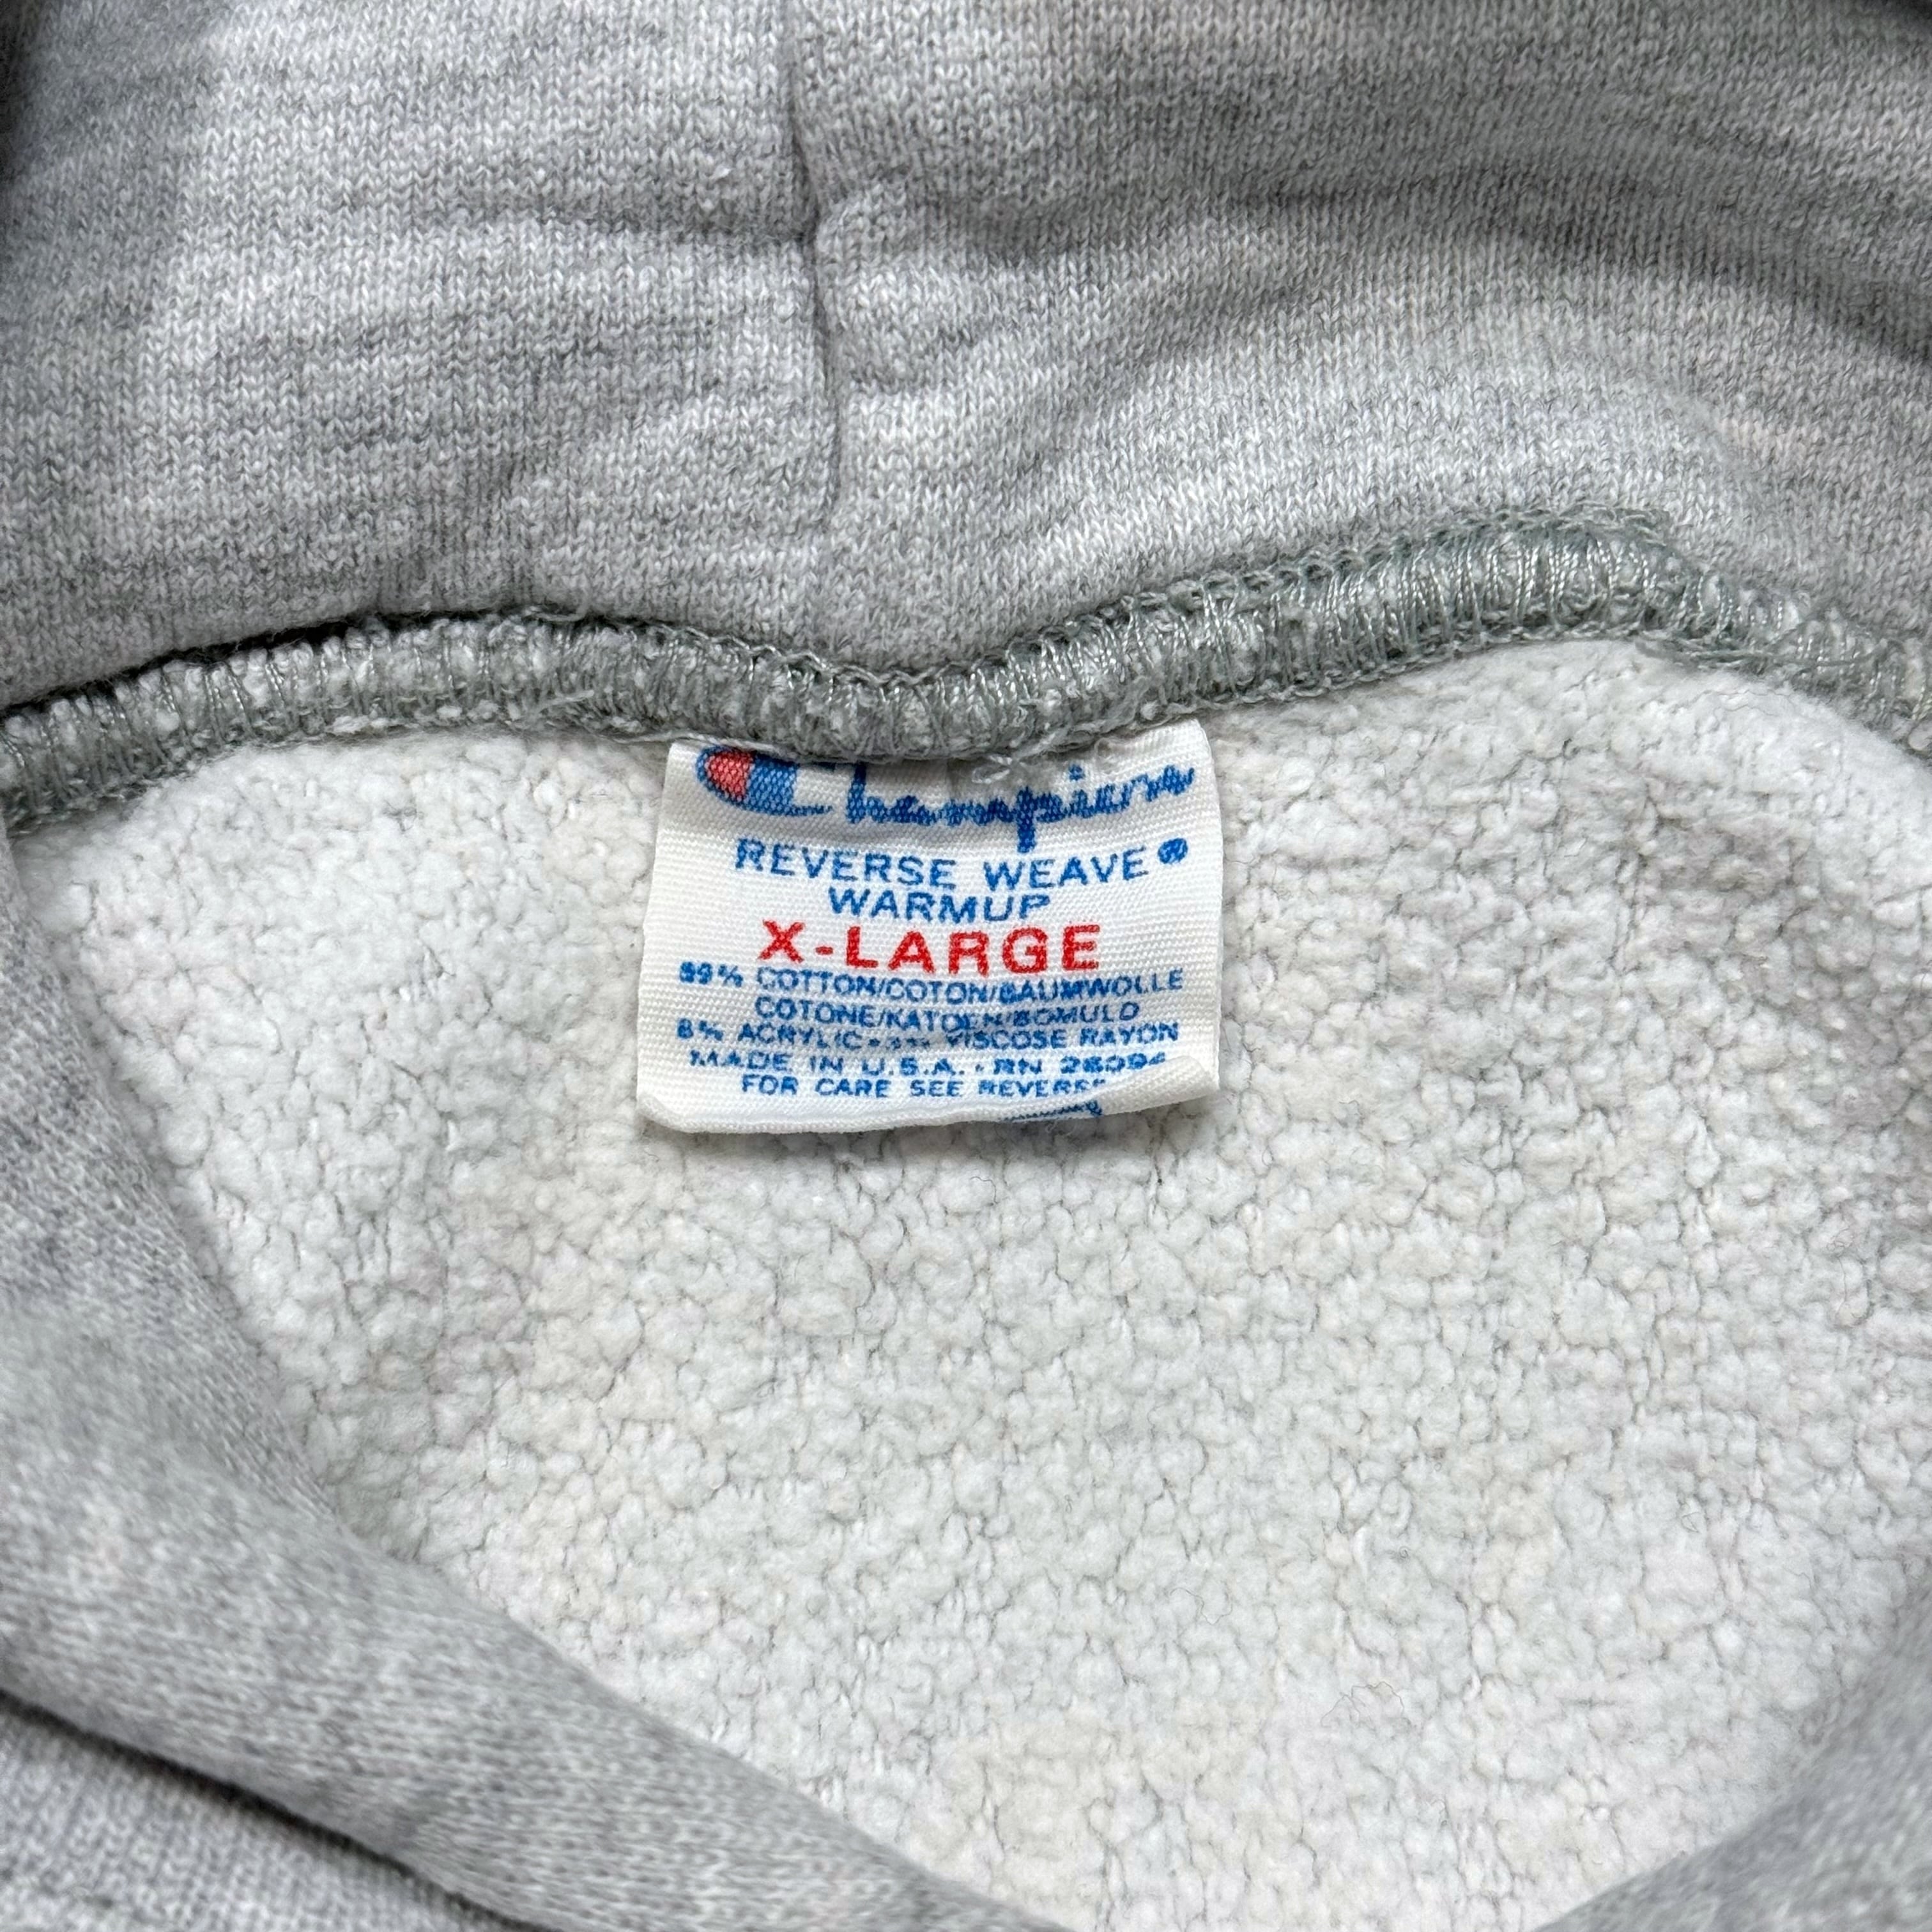 Champion
REVERSE WEAVE®
WARMUP
X-LARGE
89% COTTON/COTON/BAUMWOLLE
COTONE/KATOEN/BOMULD
8% ACRYLIC • 3% VISCOSE RAYON
MADE IN U.S.A. • RN 26094
FOR CARE SEE REVERSE